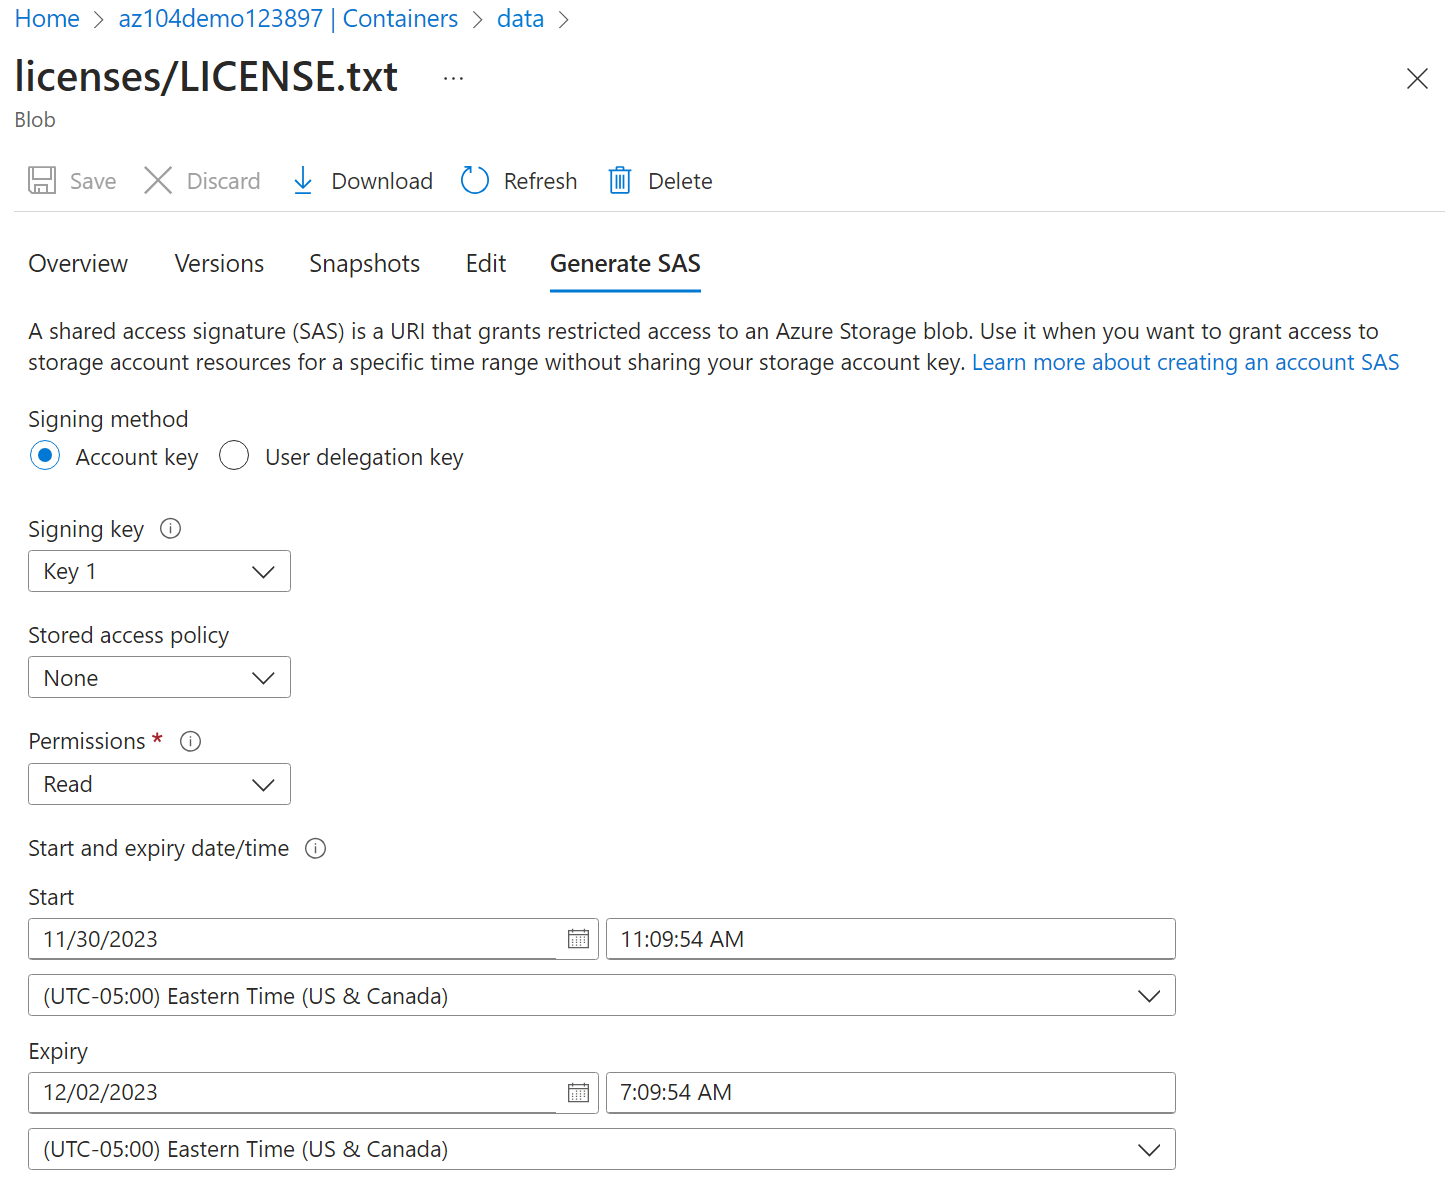 Home > az104demo123897 | Containers > data >
licenses/LICENSE.txt ...
Blob
Save Discard Download Refresh Delete
Overview Versions Snapshots Edit Generate SAS
A shared access signature (SAS) is a URI that grants restricted access to an Azure Storage blob. Use it when you want to grant access to
storage account resources for a specific time range without sharing your storage account key. Learn more about creating an account SAS
Signing method
Account key User delegation key
Signing key
Key 1
Stored access policy
None
Permissions *
Read
Start and expiry date/time
Start
11/30/2023 11:09:54 AM
(UTC-05:00) Eastern Time (US & Canada)
Expiry
12/02/2023 7:09:54 AM
(UTC-05:00) Eastern Time (US & Canada)